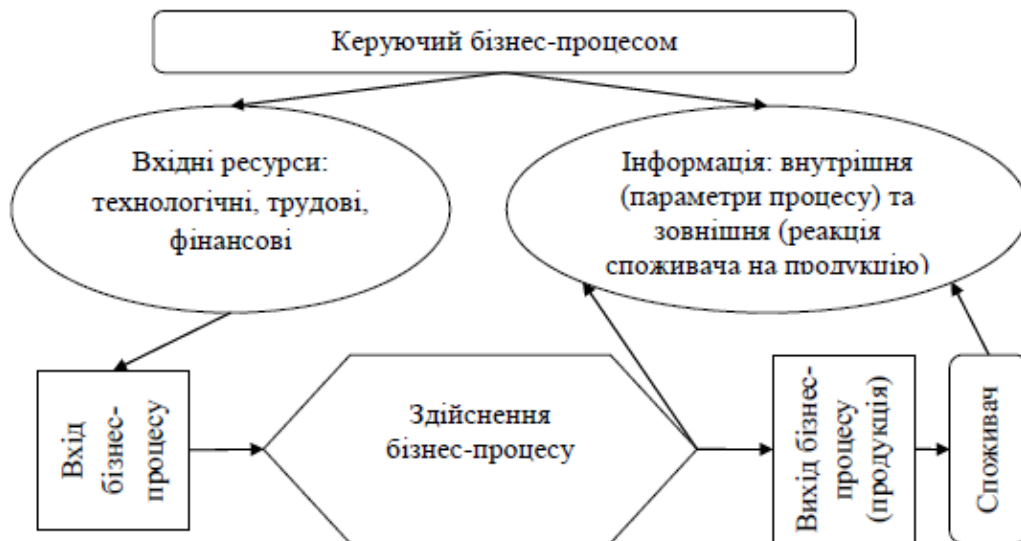 Керуючий бізнес-процесом
Вхідні ресурси:
технологічні, трудові,
фінансові
Інформація: внутрішня
(параметри процесу) та
зовнішня (реакція
споживача на продукцію)
Вхід
бізнес-
процесу
Здійснення
бізнес-процесу
Вихід бізнес-
процесу
(продукція)
Споживач